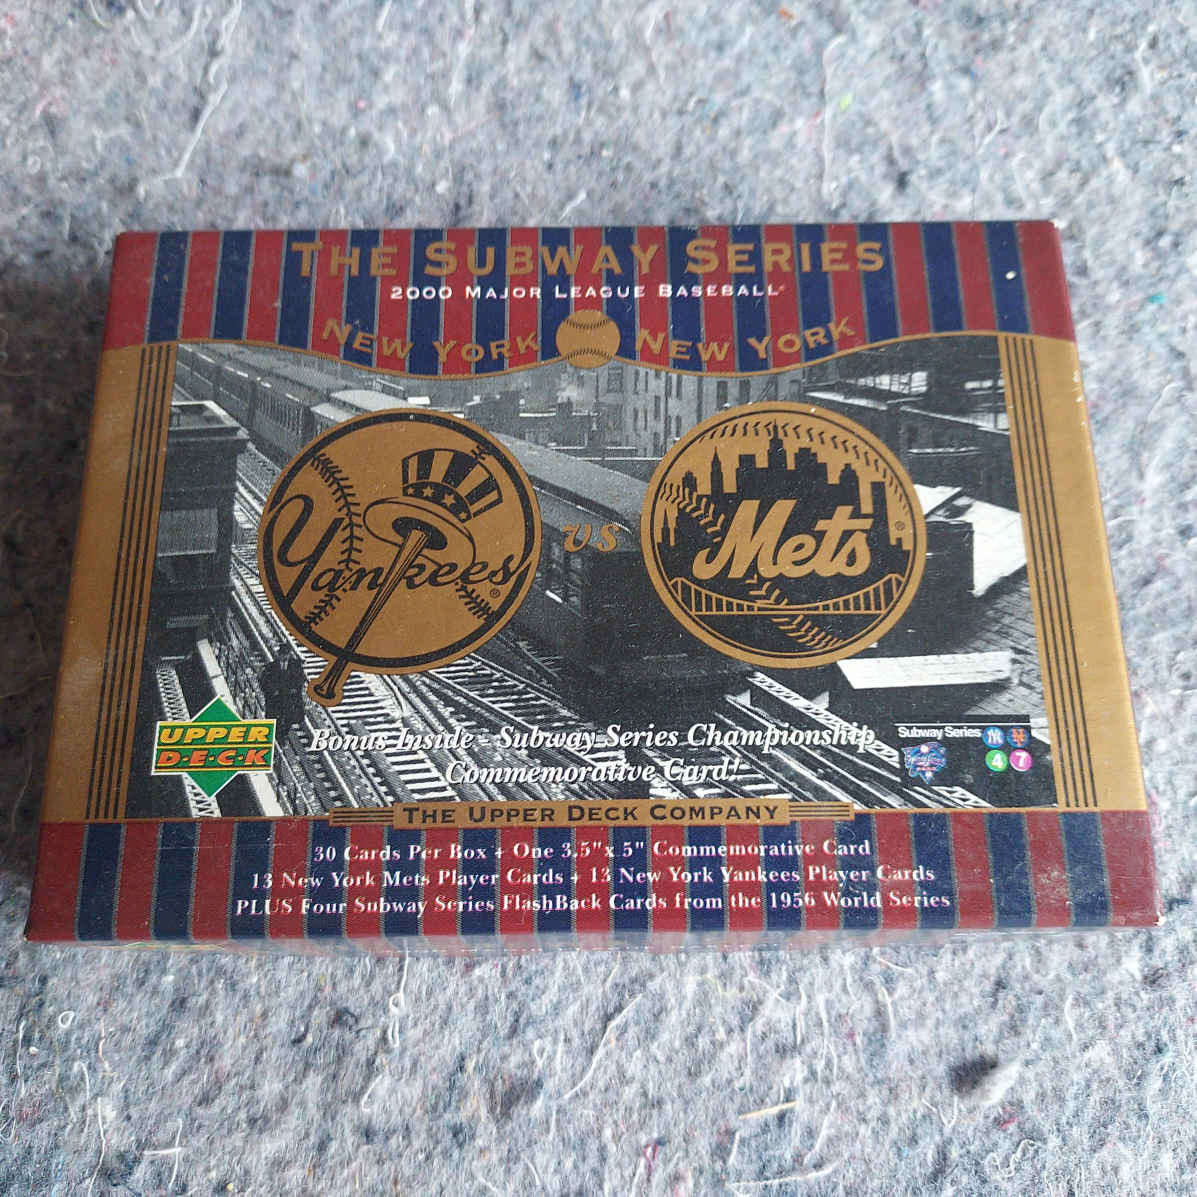 THE SUBWAY SERIES
2000 MAJOR LEAGUE BASEBALL
NEW YORK NEW YORK
Yankees ®
vs
Mets ®
Bonus Inside - Subway Series Championship
Commemorative Card!
UPPER
D·E·C·K
Subway Series NY NY
4 7
THE UPPER DECK COMPANY
30 Cards Per Box + One 3.5" x 5" Commemorative Card
13 New York Mets Player Cards + 13 New York Yankees Player Cards
PLUS Four Subway Series FlashBack Cards from the 1956 World Series